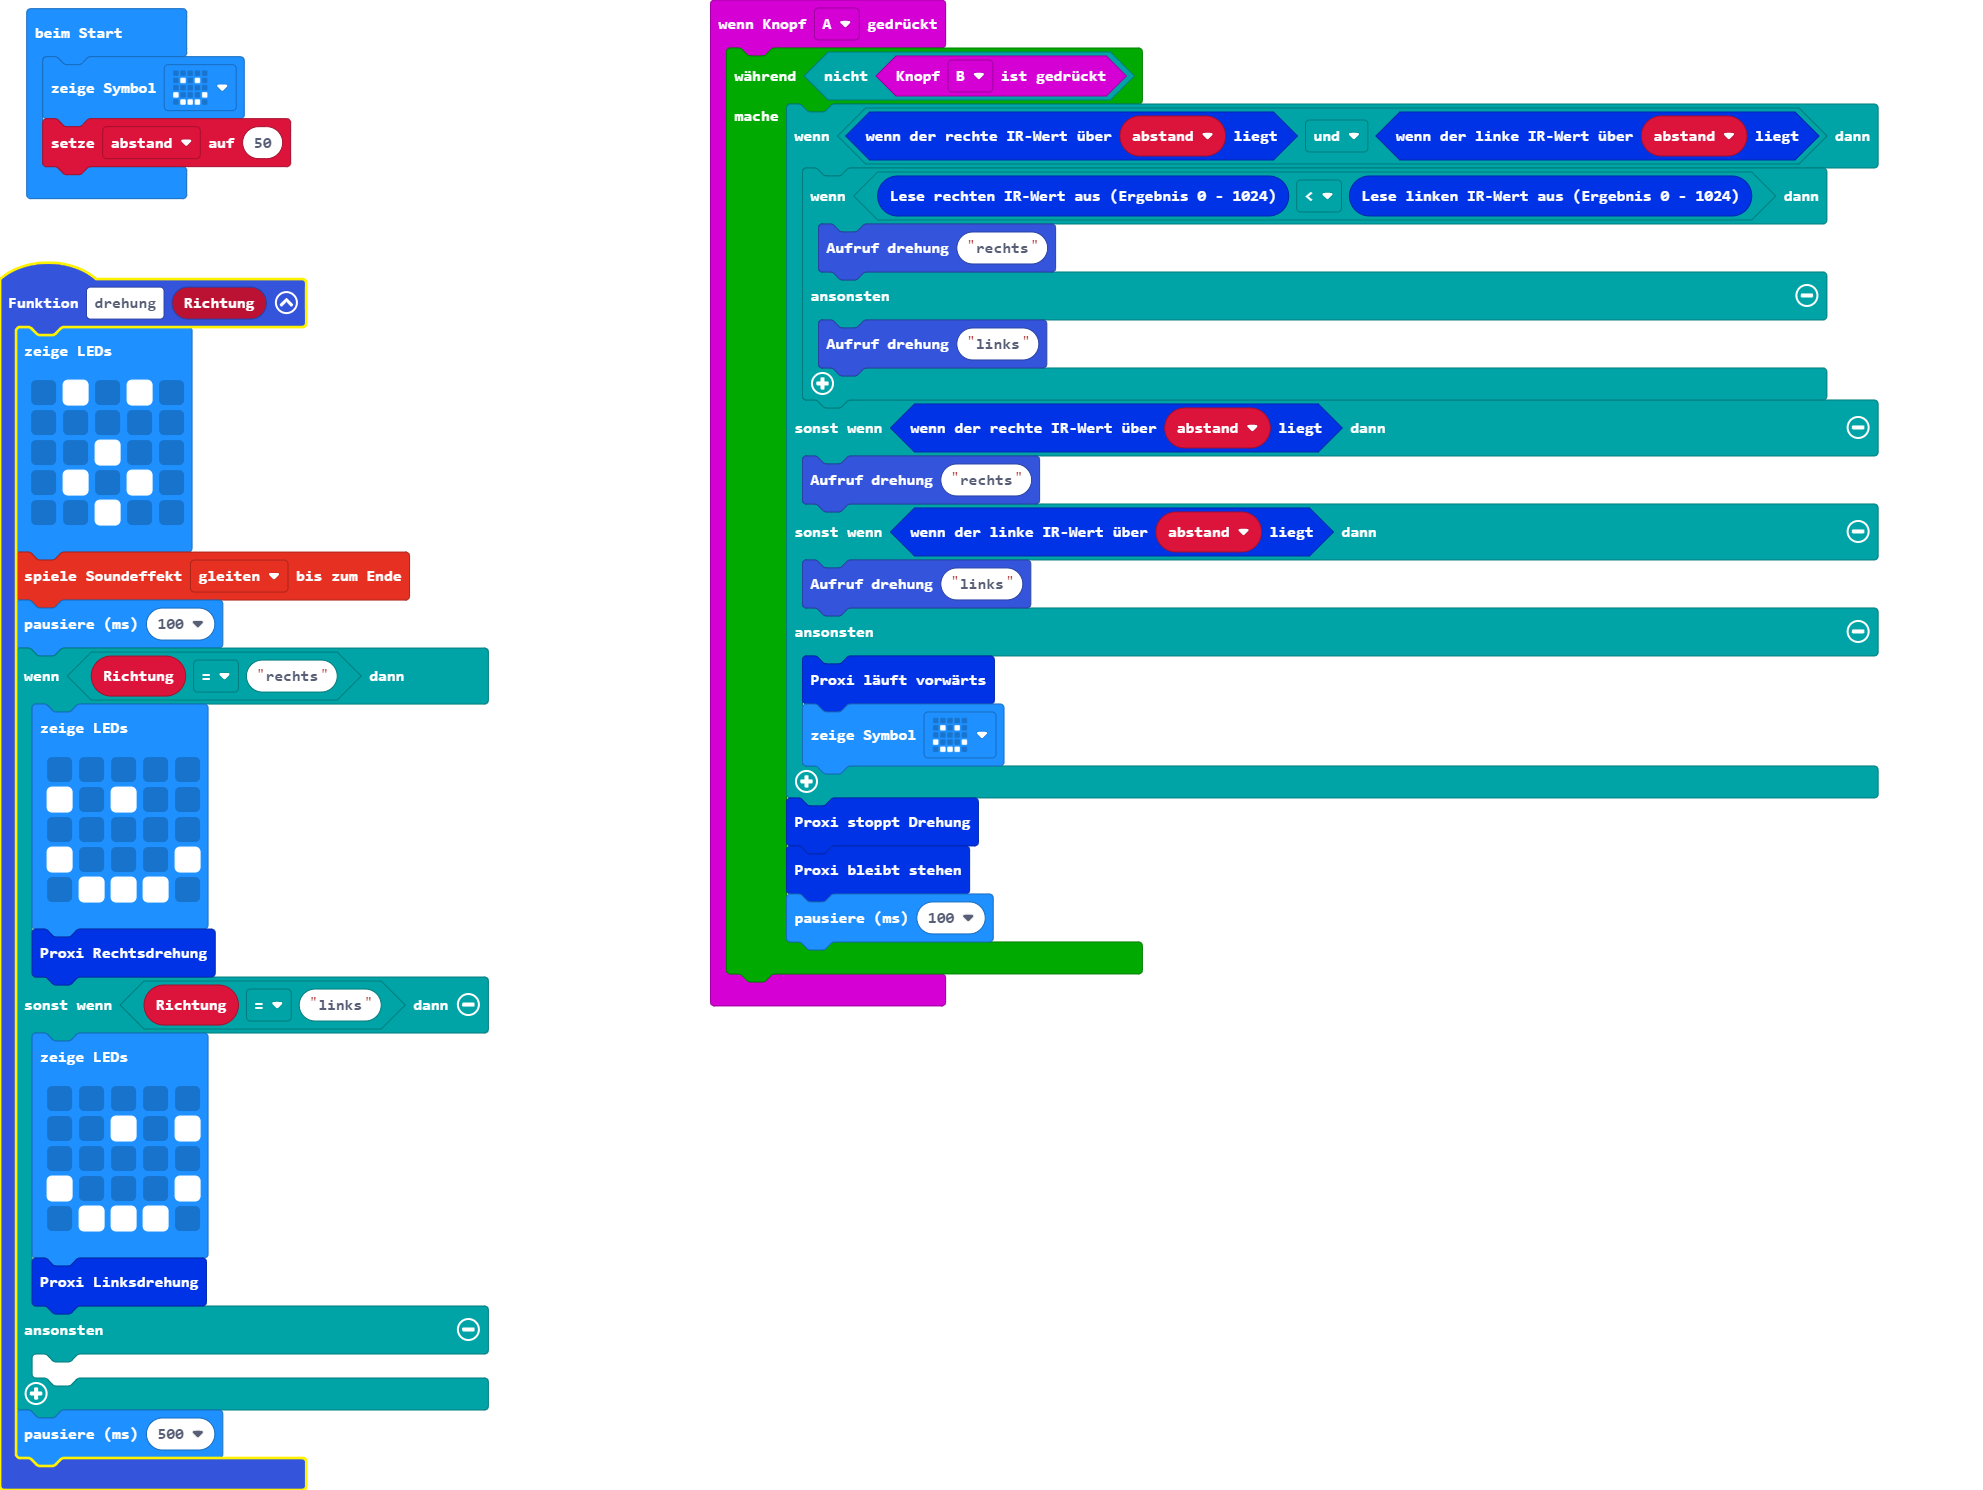 beim Start
zeige Symbol
setze abstand auf 50
Funktion drehung Richtung
zeige LEDs
spiele Soundeffekt gleiten bis zum Ende
pausiere (ms) 100
wenn Richtung = "rechts" dann
zeige LEDs
Proxi Rechtsdrehung
sonst wenn Richtung = "links" dann
zeige LEDs
Proxi Linksdrehung
ansonsten
pausiere (ms) 500
wenn Knopf A gedrückt
während nicht Knopf B ist gedrückt
mache
wenn wenn der rechte IR-Wert über abstand liegt und wenn der linke IR-Wert über abstand liegt dann
wenn Lese rechten IR-Wert aus (Ergebnis 0 - 1024) < Lese linken IR-Wert aus (Ergebnis 0 - 1024) dann
Aufruf drehung "rechts"
ansonsten
Aufruf drehung "links"
sonst wenn wenn der rechte IR-Wert über abstand liegt dann
Aufruf drehung "rechts"
sonst wenn wenn der linke IR-Wert über abstand liegt dann
Aufruf drehung "links"
ansonsten
Proxi läuft vorwärts
zeige Symbol
Proxi stoppt Drehung
Proxi bleibt stehen
pausiere (ms) 100